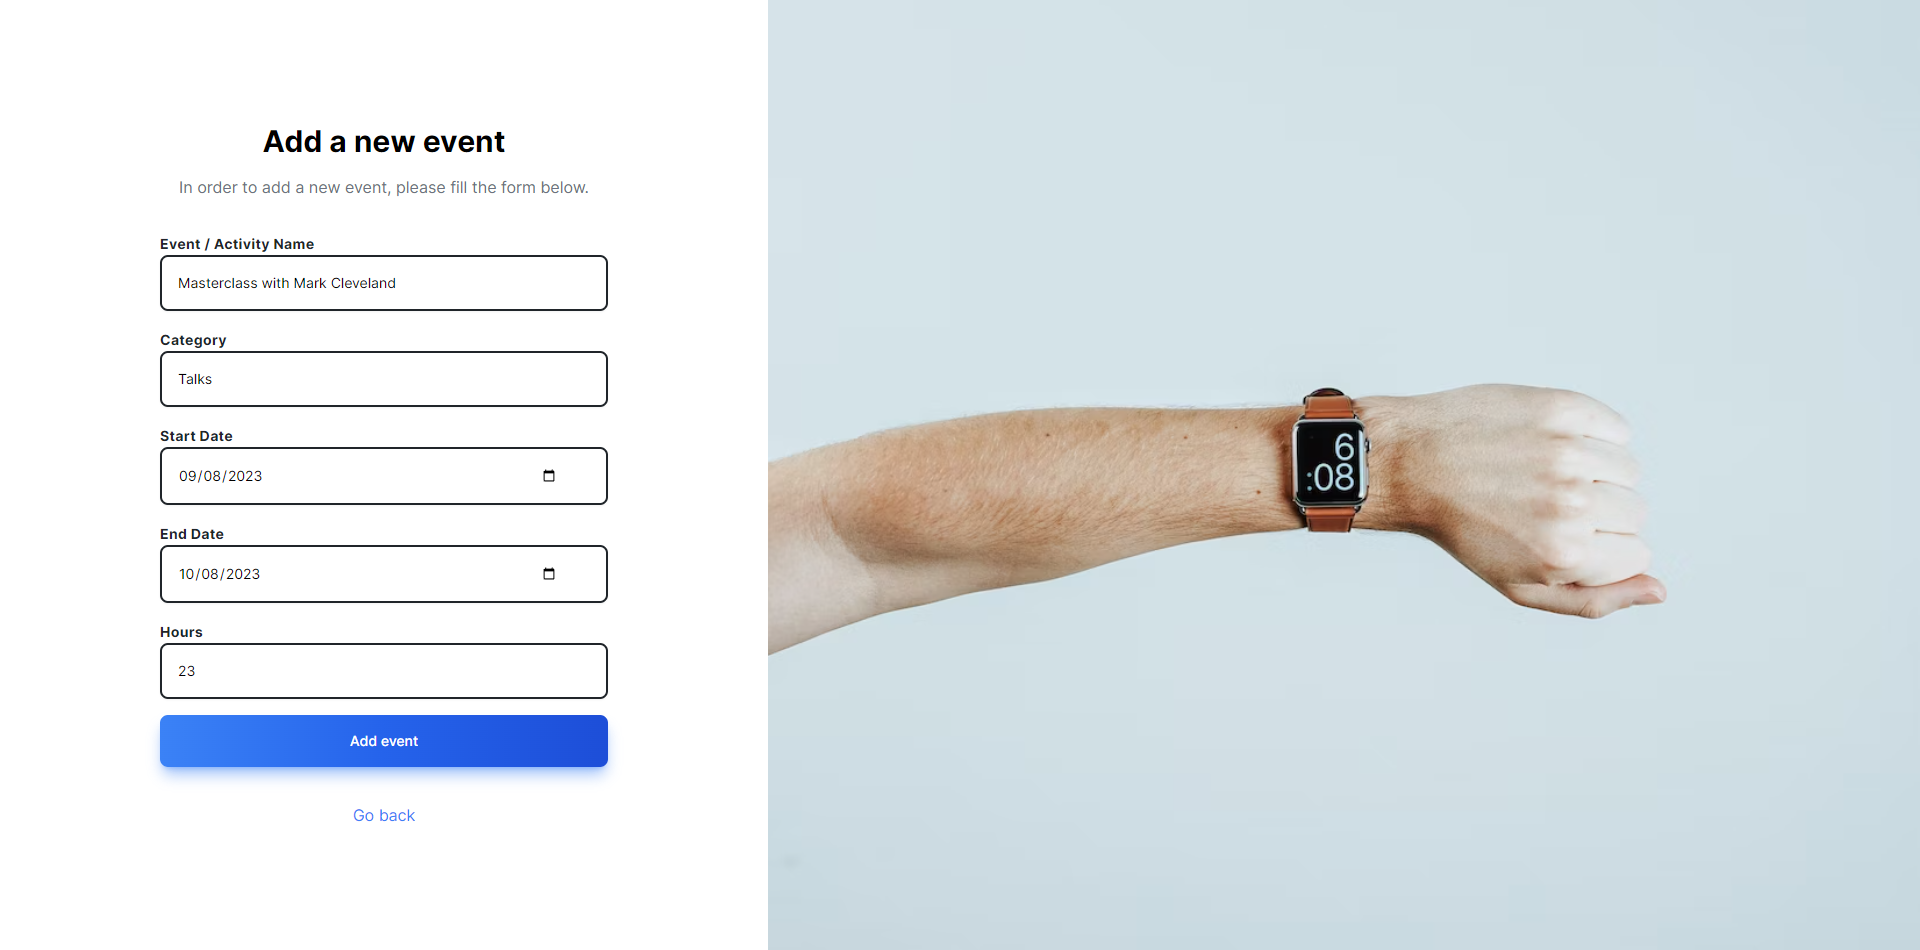 Add a new event
In order to add a new event, please fill the form below.
Event / Activity Name
Masterclass with Mark Cleveland
Category
Talks
Start Date
09/08/2023
End Date
10/08/2023
Hours
23
Add event
Go back
6
:08